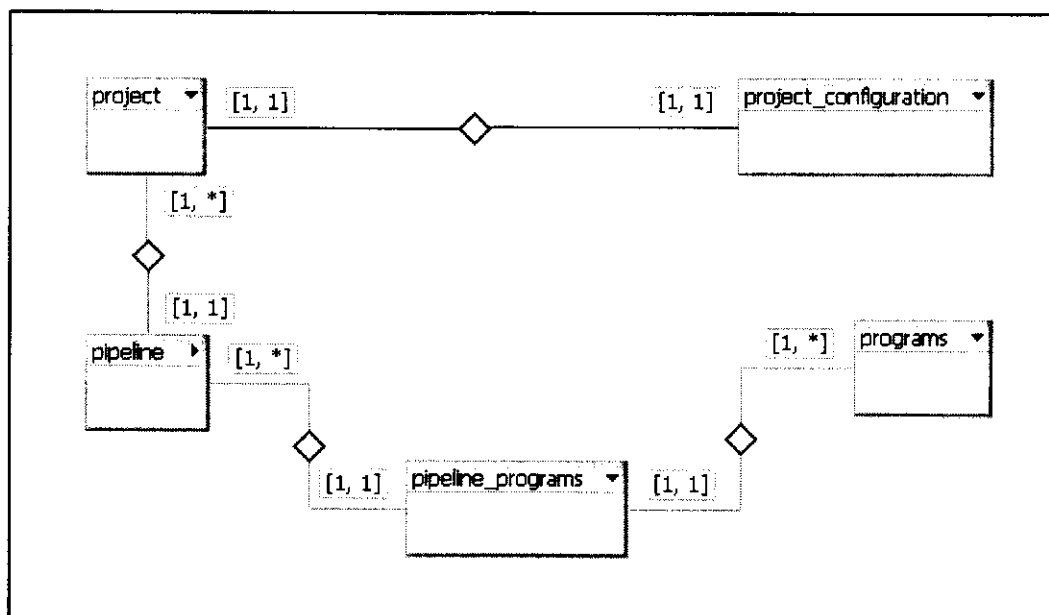 project
[1, 1]
[1, 1]
project_configuration
[1, *]
[1, 1]
pipeline
[1, *]
[1, *]
programs
[1, 1]
pipeline_programs
[1, 1]